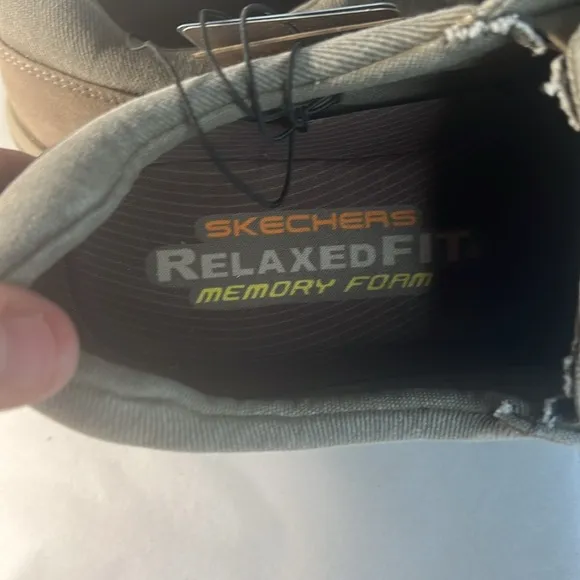 SKECHERS
RELAXED FIT
MEMORY FOAM